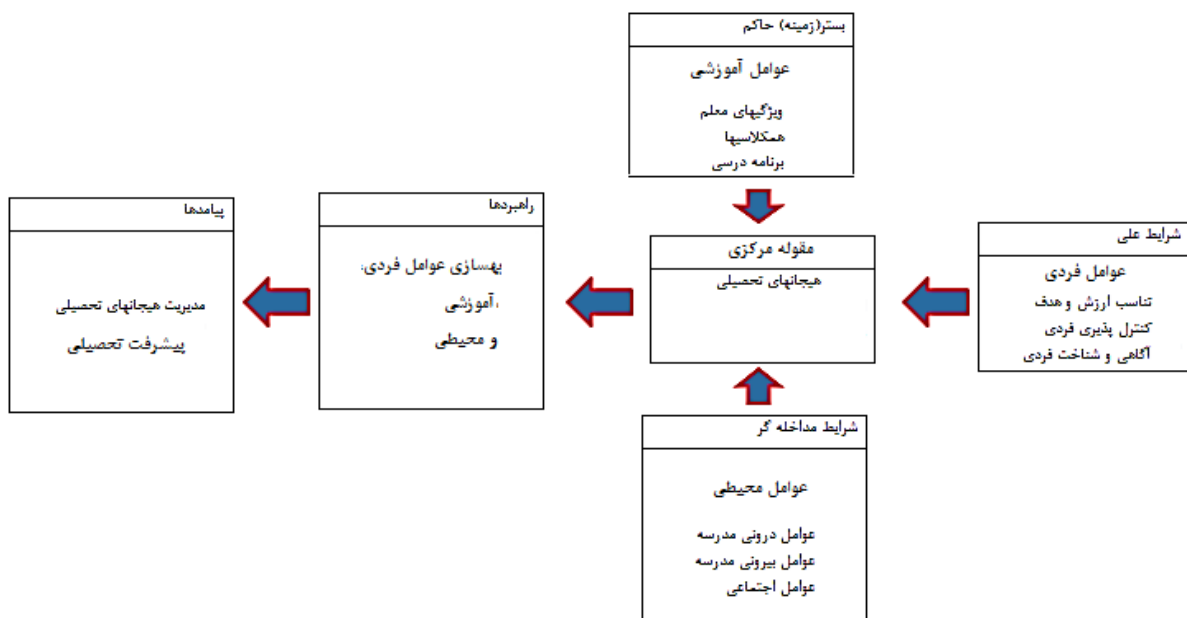 بستر(زمینه) حاکم
عوامل آموزشی
ویژگیهای معلم
همکلاسیها
برنامه درسی
شرایط علی
عوامل فردی
تناسب ارزش و هدف
کنترل پذیری فردی
آگاهی و شناخت فردی
مقوله مرکزی
هیجانهای تحصیلی
راهبردها
بهسازی عوامل فردی،
،آموزشی
و محیطی
پیامدها
مدیریت هیجانهای تحصیلی
پیشرفت تحصیلی
شرایط مداخله گر
عوامل محیطی
عوامل درونی مدرسه
عوامل بیرونی مدرسه
عوامل اجتماعی